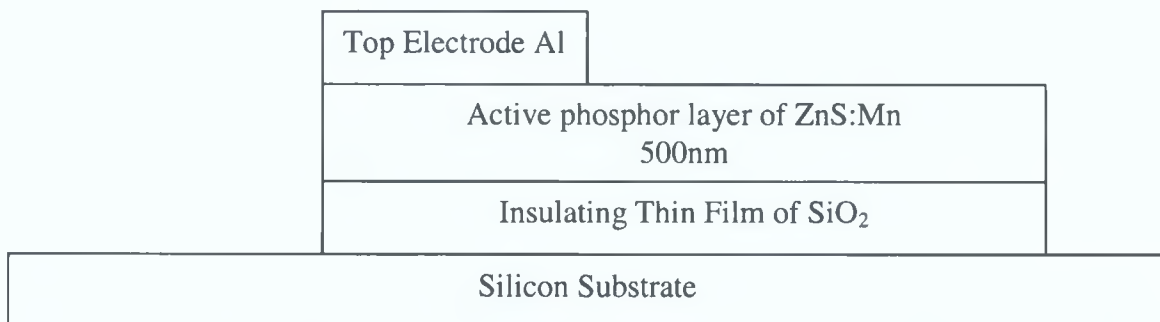 Top Electrode Al
Active phosphor layer of ZnS:Mn
500nm
Insulating Thin Film of SiO₂
Silicon Substrate